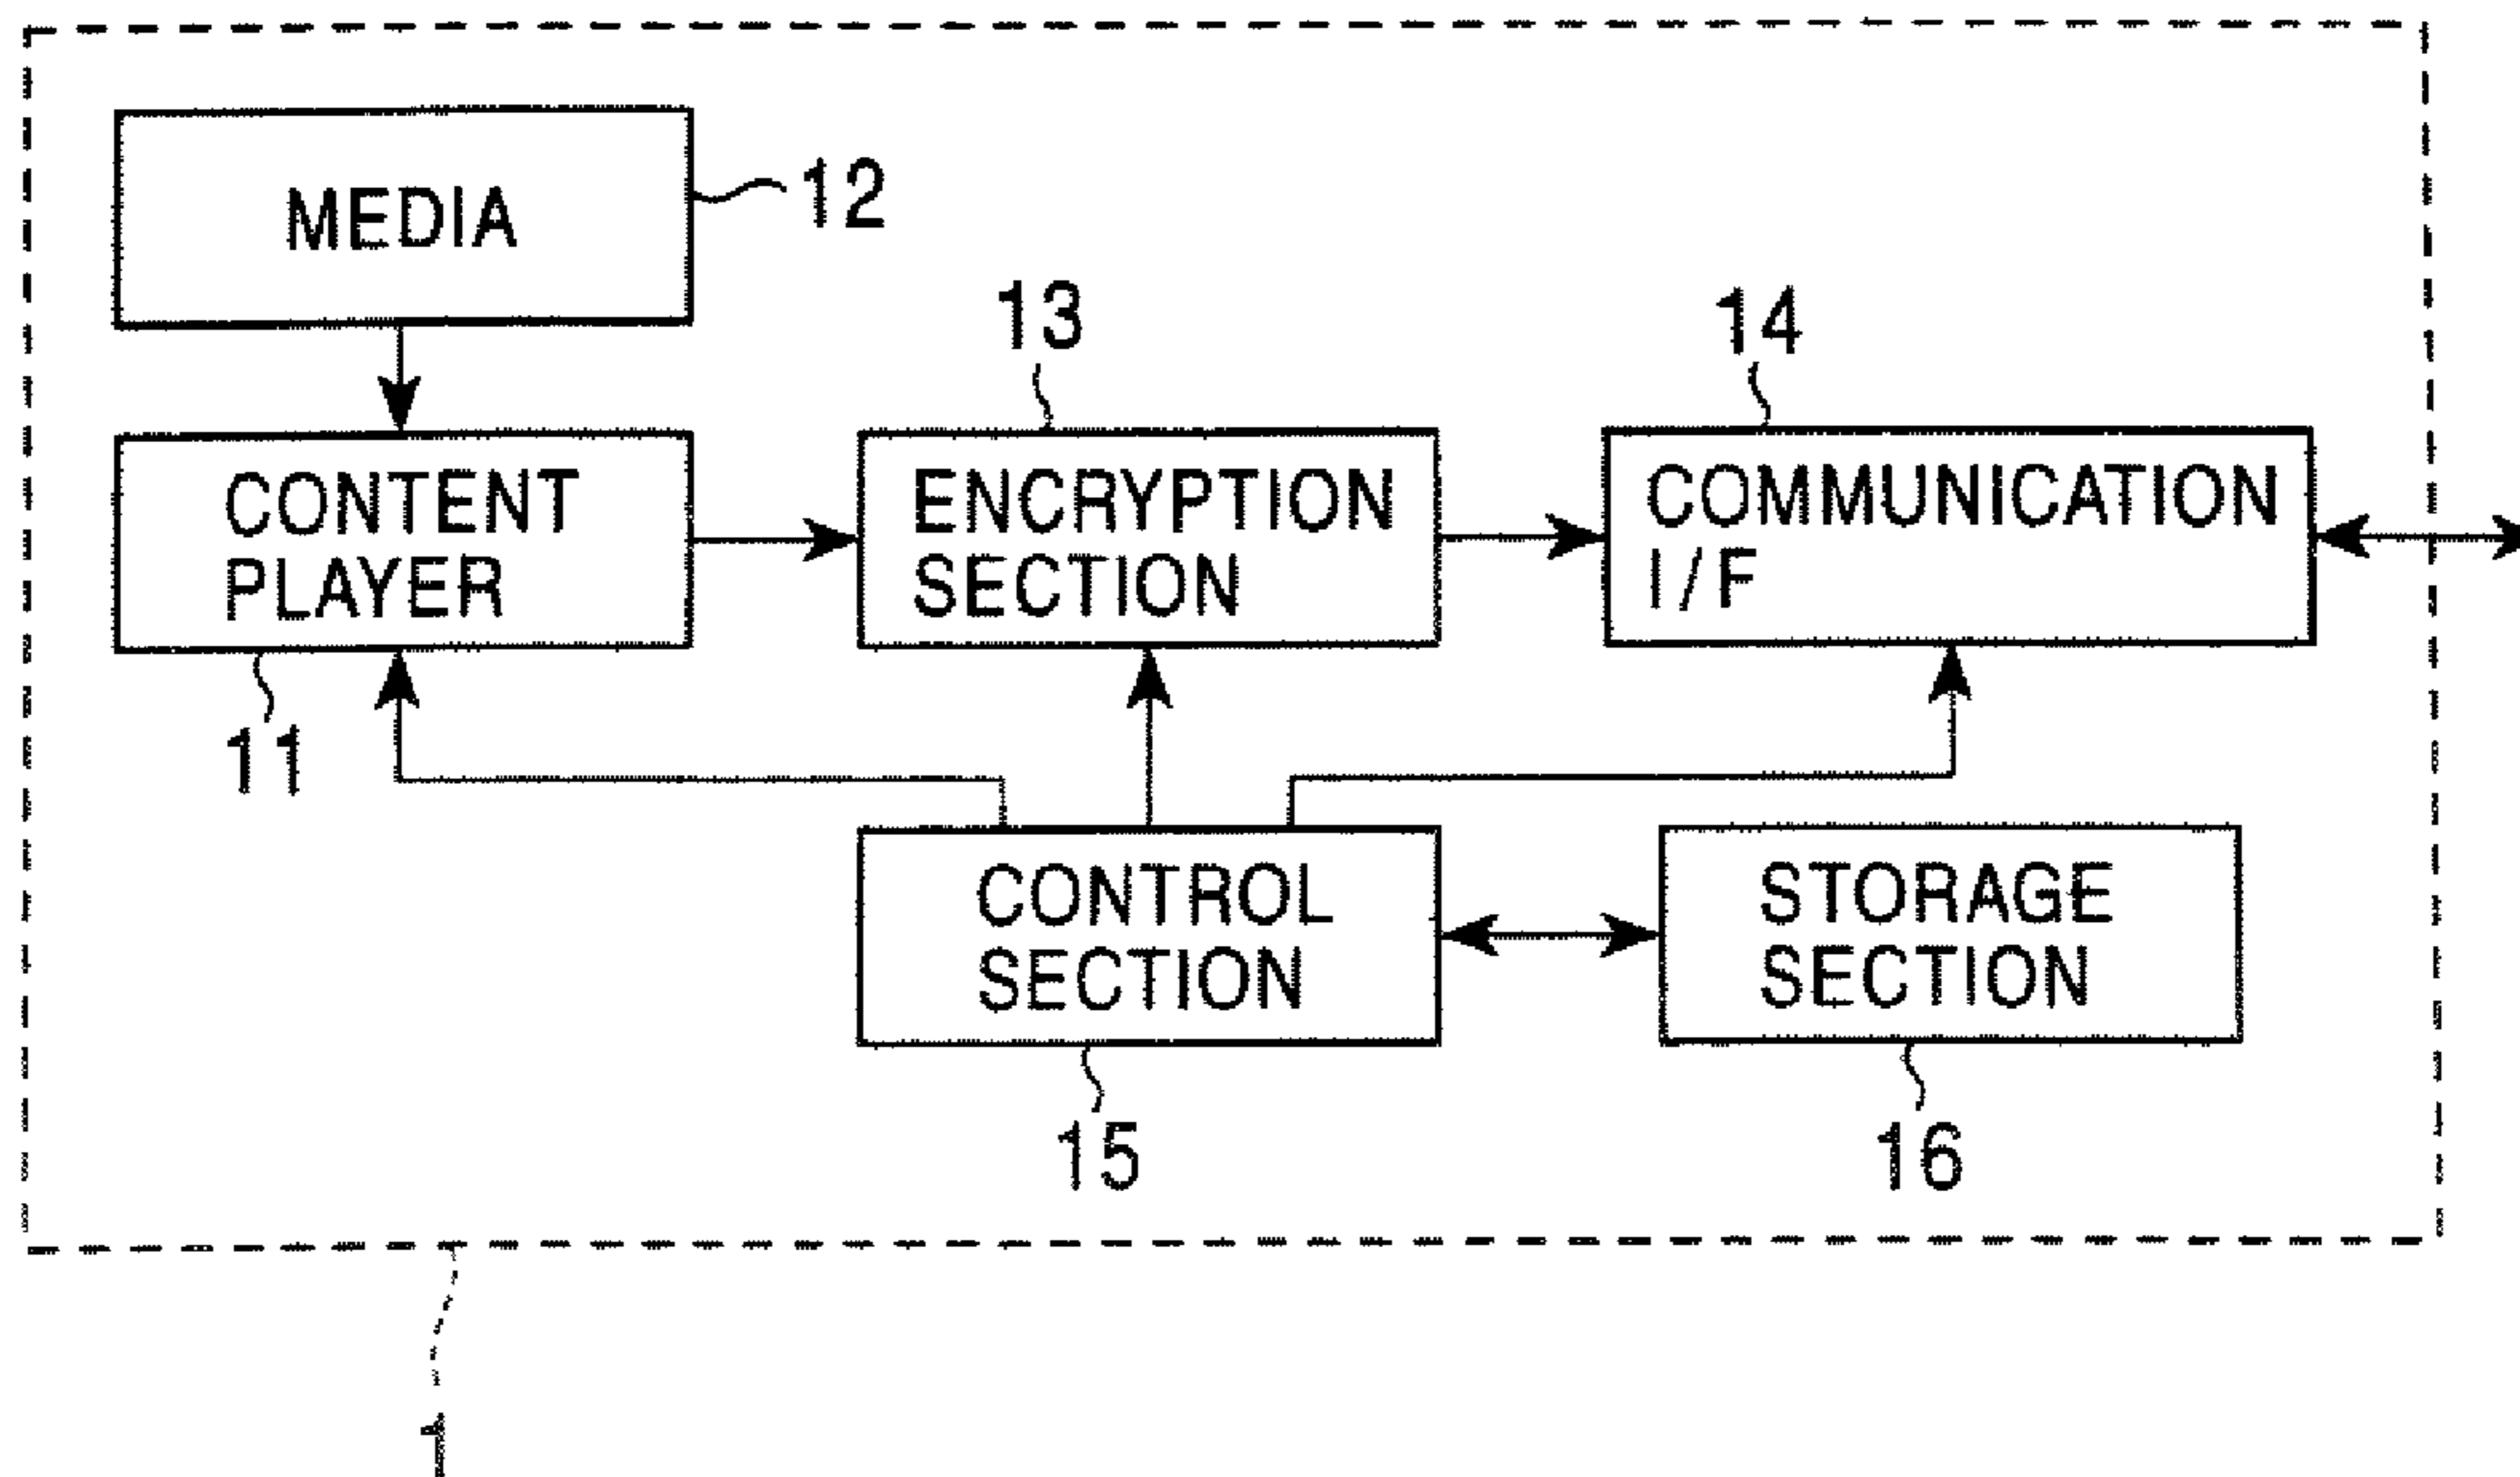 MEDIA
12
13
14
CONTENT
PLAYER
ENCRYPTION
SECTION
COMMUNICATION
I/F
11
CONTROL
SECTION
STORAGE
SECTION
15
16
1